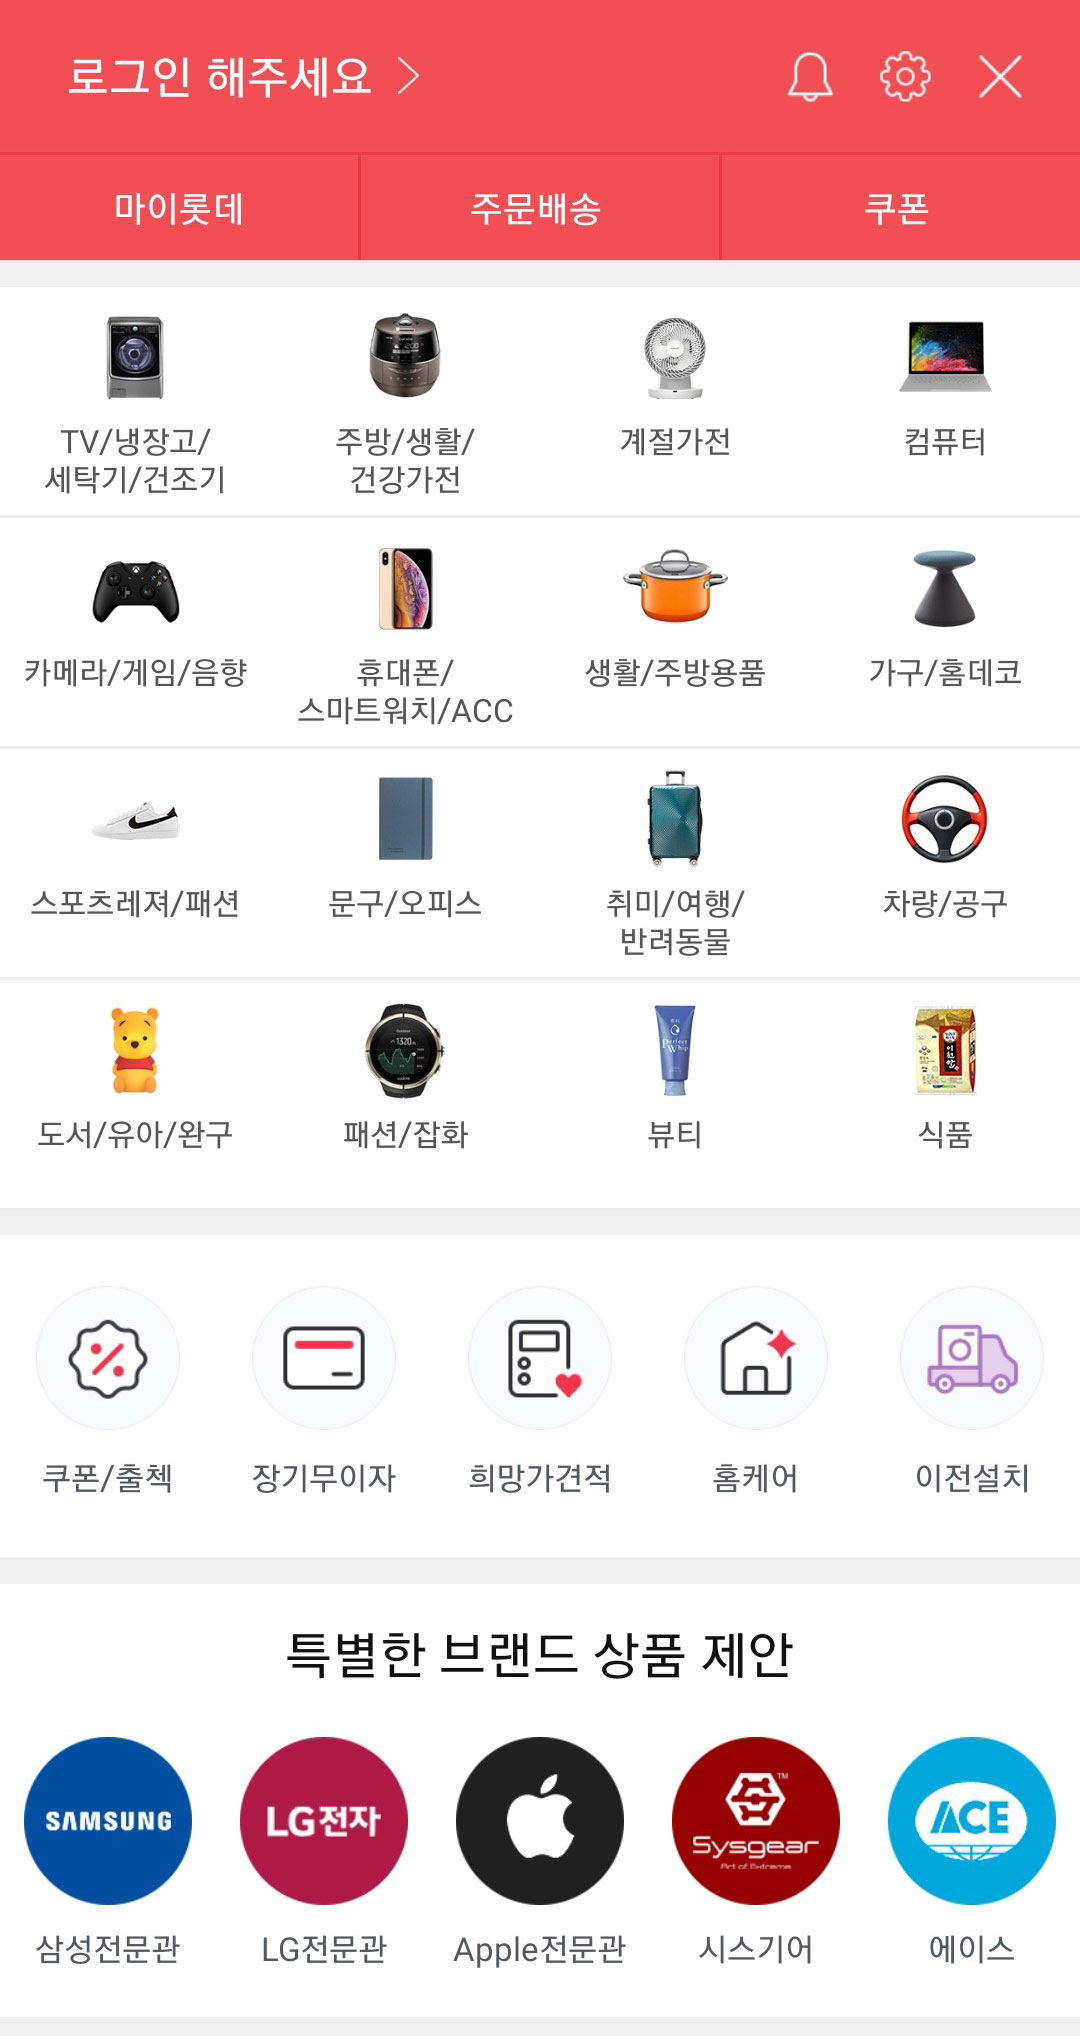 로그인 해주세요
마이롯데 주문배송 쿠폰
TV/냉장고/
세탁기/건조기
주방/생활/
건강가전
계절가전
컴퓨터
카메라/게임/음향
휴대폰/
스마트워치/ACC
생활/주방용품
가구/홈데코
스포츠레져/패션
문구/오피스
취미/여행/
반려동물
차량/공구
도서/유아/완구
1320
패션/잡화
Perfect
Whip
뷰티
식품
쿠폰/출첵
장기무이자
희망가견적
홈케어
이전설치
특별한 브랜드 상품 제안
SAMSUNG
삼성전문관
LG전자
LG전문관
Apple전문관
TM
Sysgear
Art of Extreme
시스기어
ACE
에이스